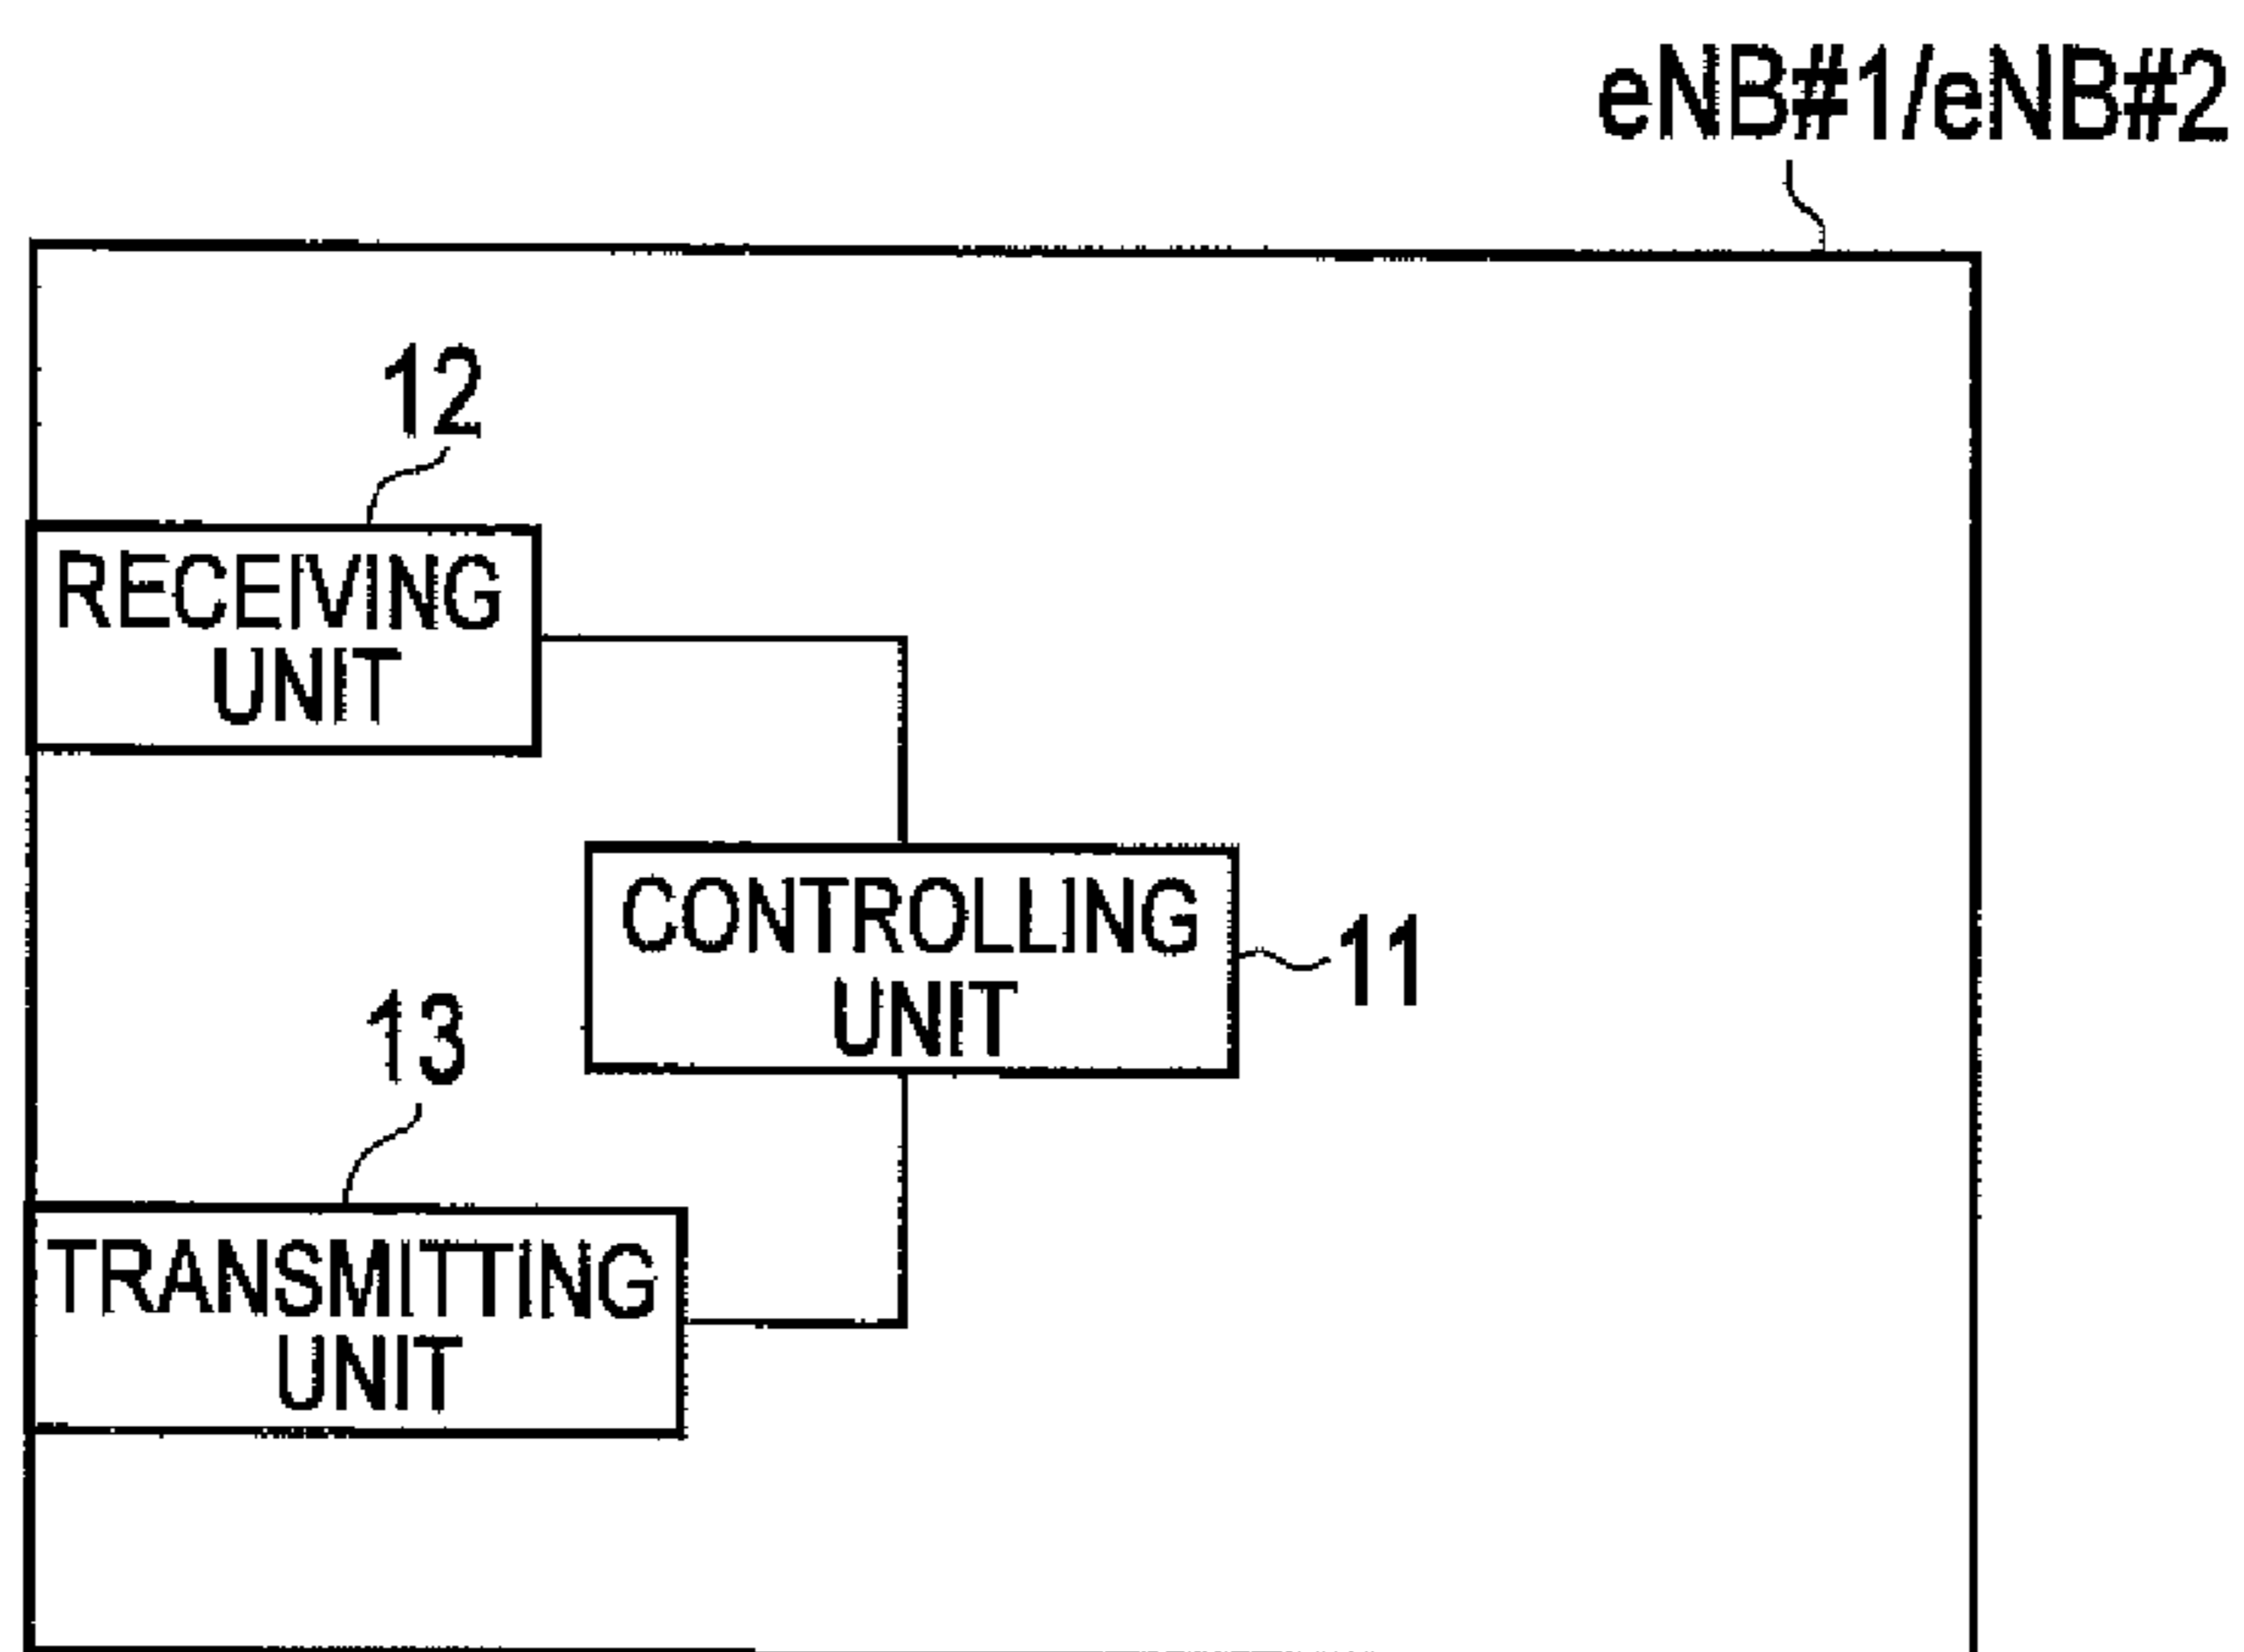 eNB#1/eNB#2
12
RECEIVING
UNIT
CONTROLLING
UNIT
11
13
TRANSMITTING
UNIT